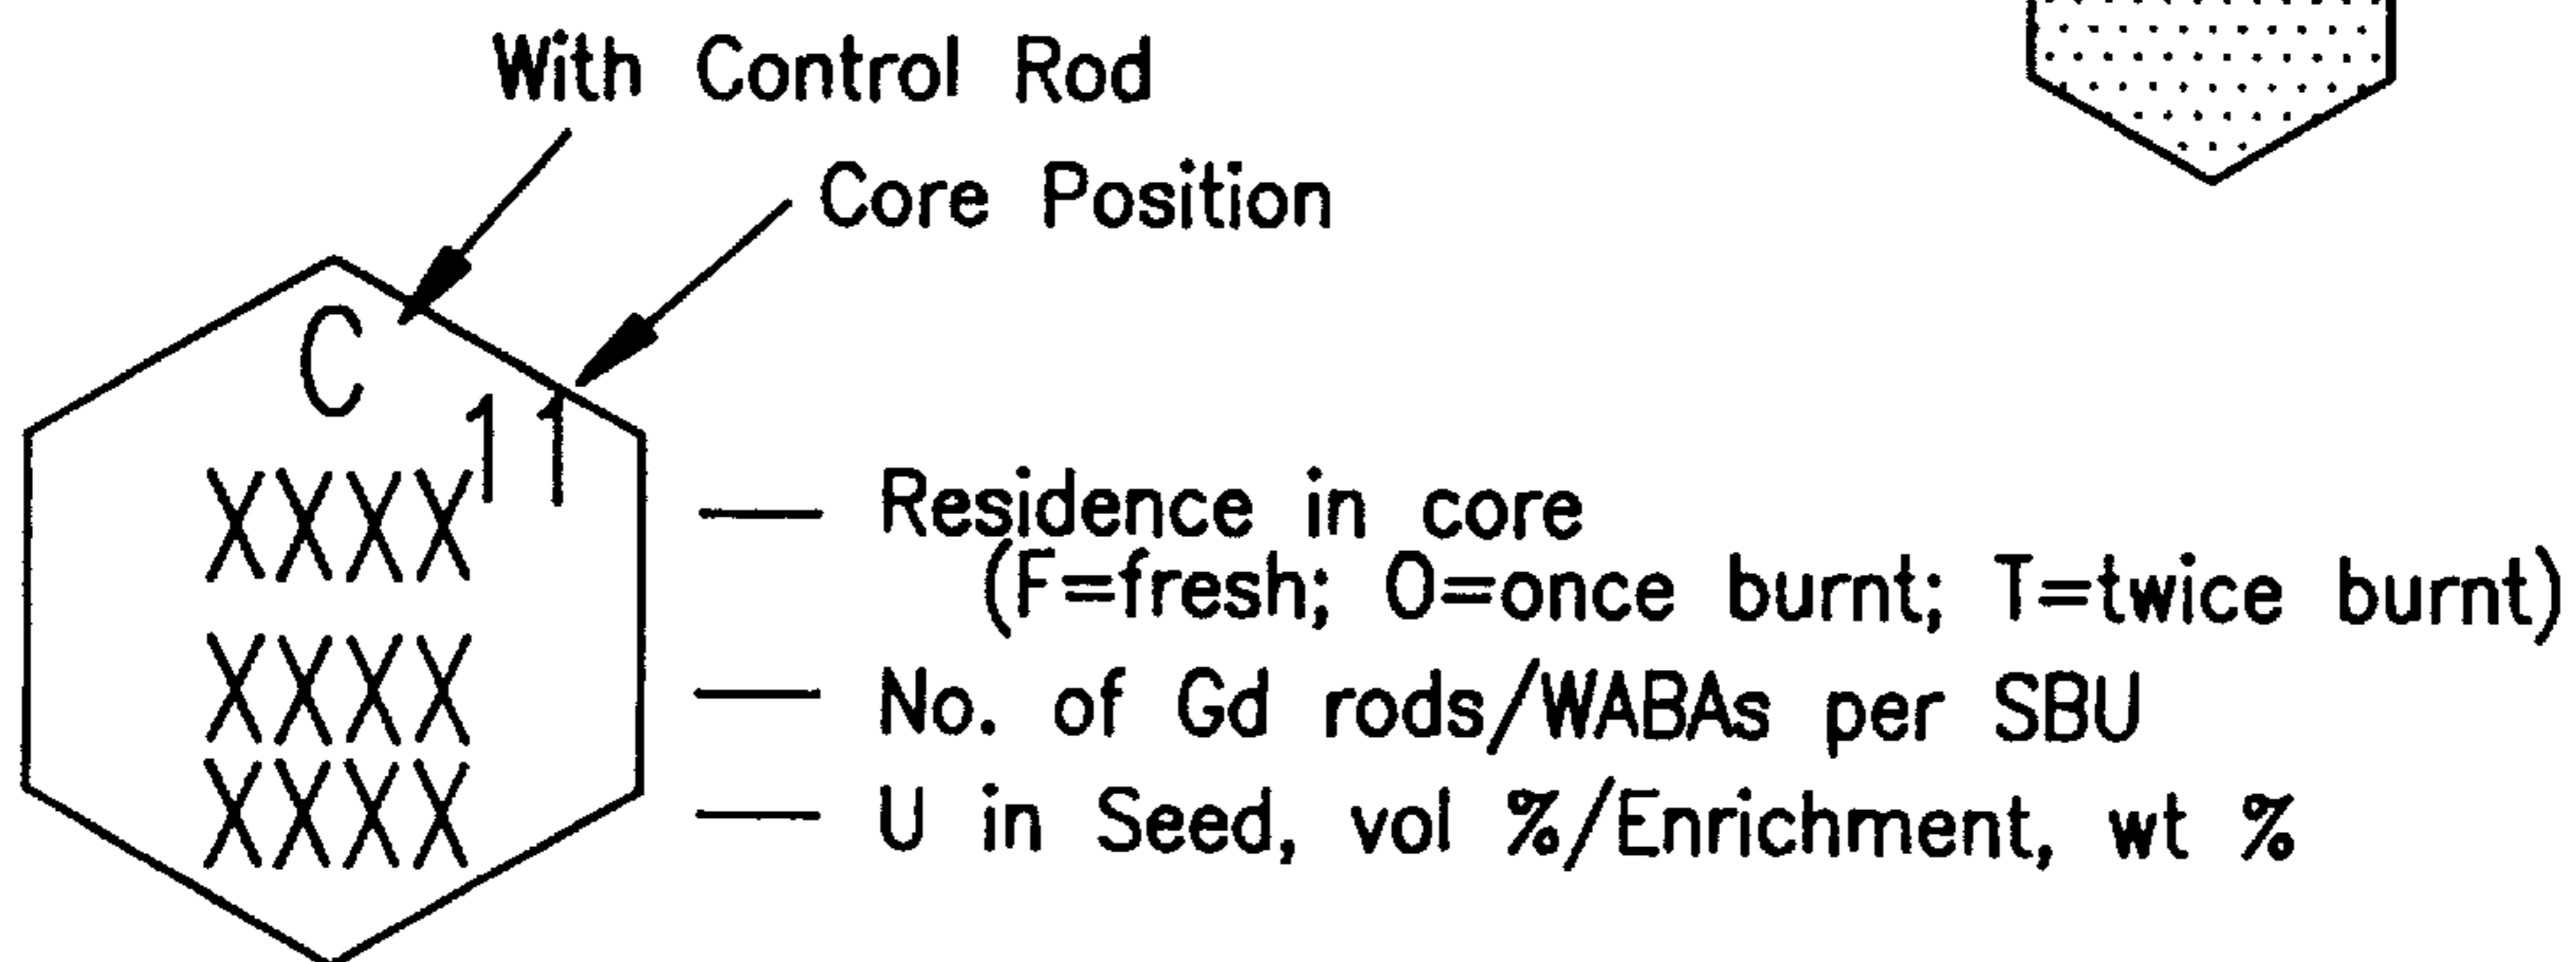 With Control Rod
Core Position
C
11
XXXX
Residence in core
(F=fresh; O=once burnt; T=twice burnt)
XXXX
No. of Gd rods/WABAs per SBU
XXXX
U in Seed, vol %/Enrichment, wt %